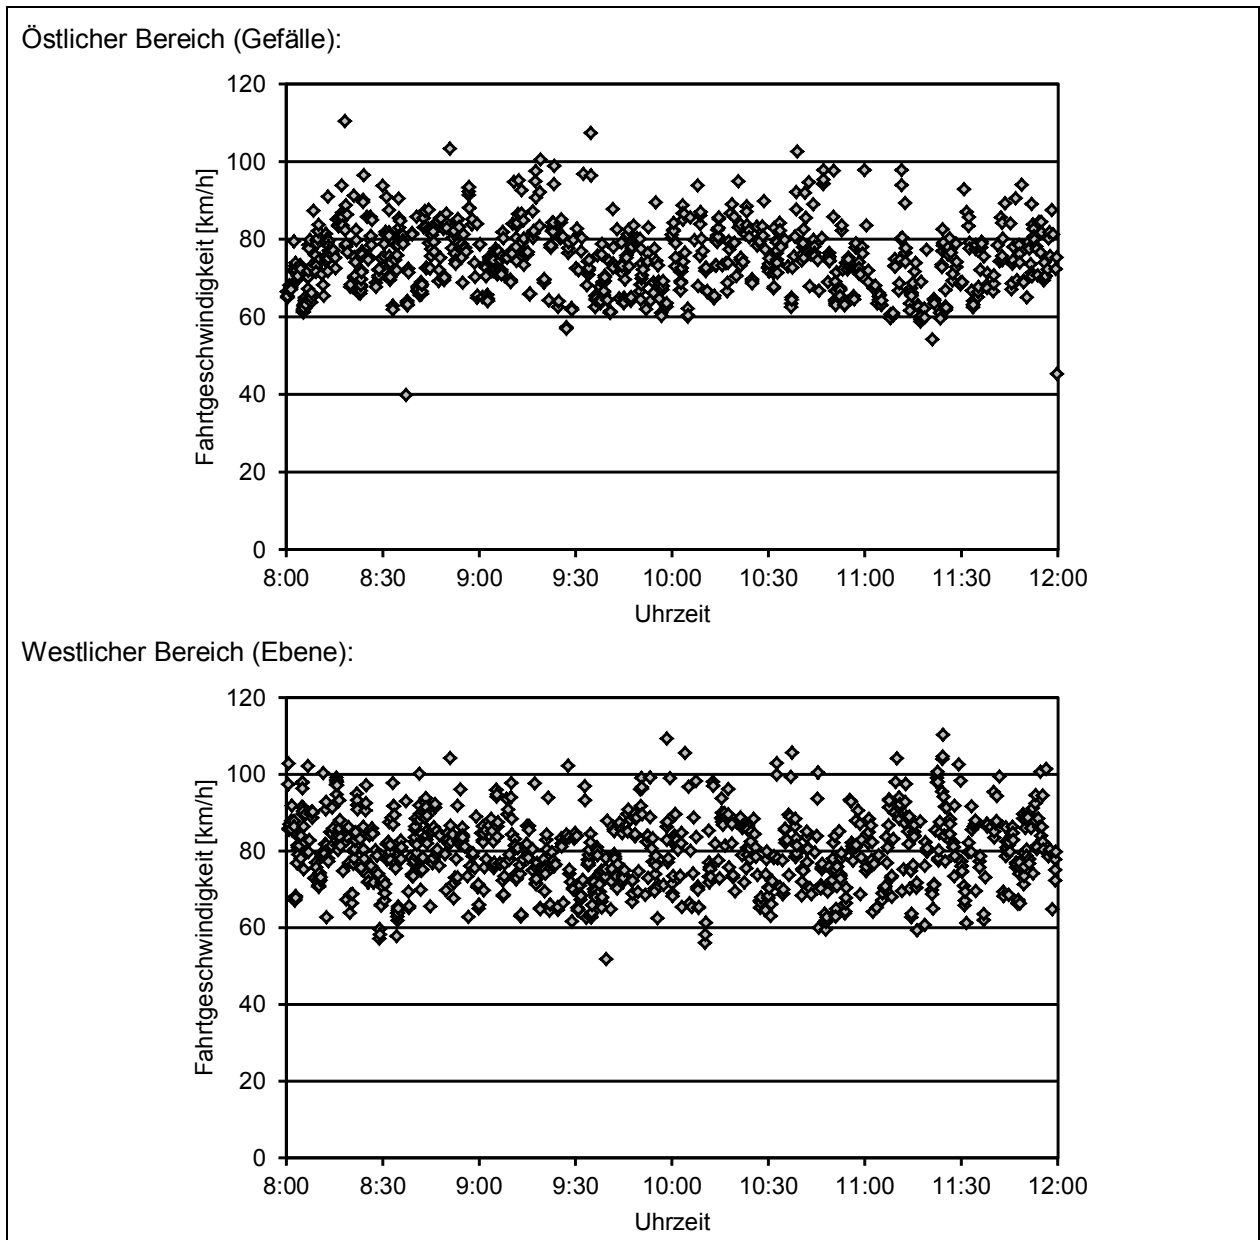 Östlicher Bereich (Gefälle):
120
100
80
60
40
20
0
Fahrtgeschwindigkeit [km/h]
8:00 8:30 9:00 9:30 10:00 10:30 11:00 11:30 12:00
Uhrzeit
Westlicher Bereich (Ebene):
120
100
80
60
40
20
0
Fahrtgeschwindigkeit [km/h]
8:00 8:30 9:00 9:30 10:00 10:30 11:00 11:30 12:00
Uhrzeit